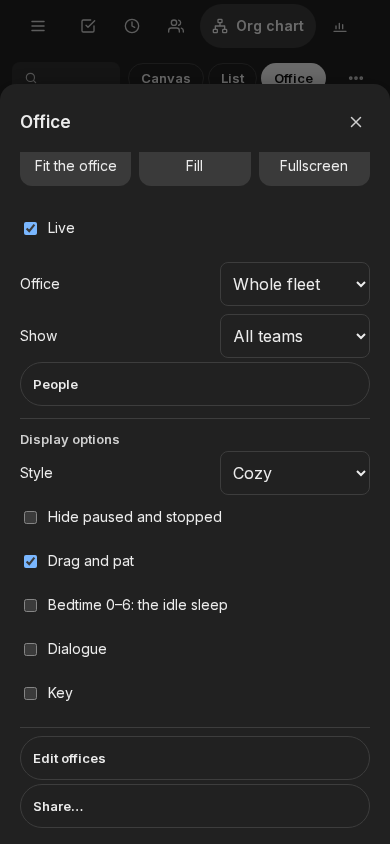 Org chart
Canvas
List
Office
Office
Fit the office
Fill
Fullscreen
Live
Office
Whole fleet
Show
All teams
People
Display options
Style
Cozy
Hide paused and stopped
Drag and pat
Bedtime 0–6: the idle sleep
Dialogue
Key
Edit offices
Share…